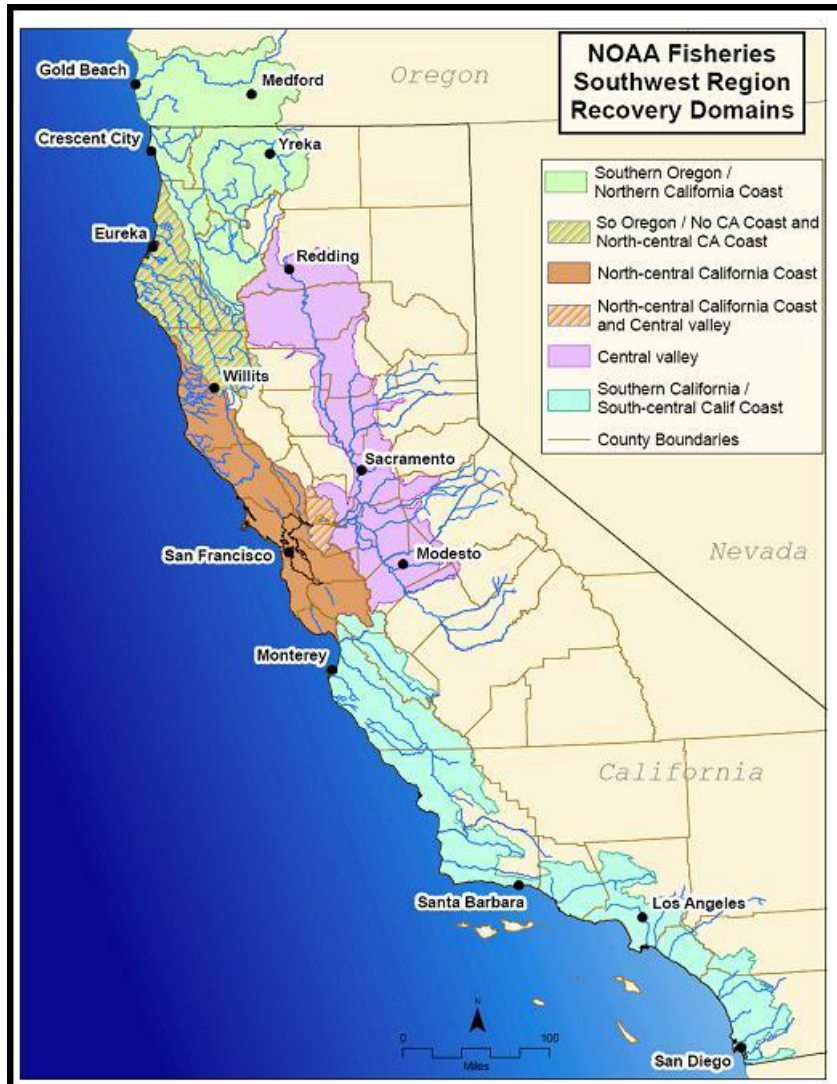 NOAA Fisheries
Southwest Region
Recovery Domains
Southern Oregon /
Northern California Coast
So Oregon / No CA Coast and
North-central CA Coast
North-central California Coast
North-central California Coast
and Central valley
Central valley
Southern California /
South-central Calif Coast
County Boundaries
Oregon
Gold Beach
Medford
Crescent City
Yreka
Eureka
Redding
Willits
Sacramento
San Francisco
Modesto
Nevada
Monterey
California
Santa Barbara
Los Angeles
San Diego
N
0 100
Miles